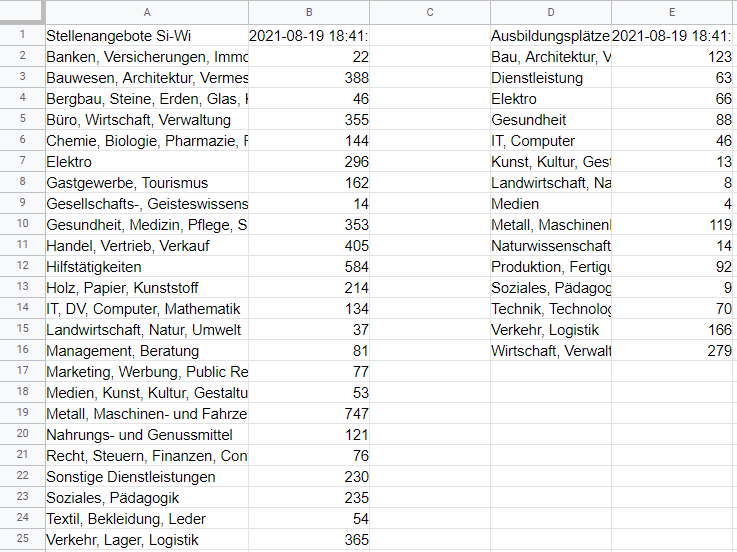 A B C D E
1 Stellenangebote Si-Wi 2021-08-19 18:41: Ausbildungsplätze 2021-08-19 18:41:
2 Banken, Versicherungen, Immo 22 Bau, Architektur, V 123
3 Bauwesen, Architektur, Vermes 388 Dienstleistung 63
4 Bergbau, Steine, Erden, Glas, 46 Elektro 66
5 Büro, Wirtschaft, Verwaltung 355 Gesundheit 88
6 Chemie, Biologie, Pharmazie, 144 IT, Computer 46
7 Elektro 296 Kunst, Kultur, Gest 13
8 Gastgewerbe, Tourismus 162 Landwirtschaft, Na 8
9 Gesellschafts-, Geisteswissens 14 Medien 4
10 Gesundheit, Medizin, Pflege, S 353 Metall, Maschinen 119
11 Handel, Vertrieb, Verkauf 405 Naturwissenschaft 14
12 Hilfstätigkeiten 584 Produktion, Fertigu 92
13 Holz, Papier, Kunststoff 214 Soziales, Pädagog 9
14 IT, DV, Computer, Mathematik 134 Technik, Technolog 70
15 Landwirtschaft, Natur, Umwelt 37 Verkehr, Logistik 166
16 Management, Beratung 81 Wirtschaft, Verwalt 279
17 Marketing, Werbung, Public Re 77
18 Medien, Kunst, Kultur, Gestaltu 53
19 Metall, Maschinen- und Fahrze 747
20 Nahrungs- und Genussmittel 121
21 Recht, Steuern, Finanzen, Con 76
22 Sonstige Dienstleistungen 230
23 Soziales, Pädagogik 235
24 Textil, Bekleidung, Leder 54
25 Verkehr, Lager, Logistik 365